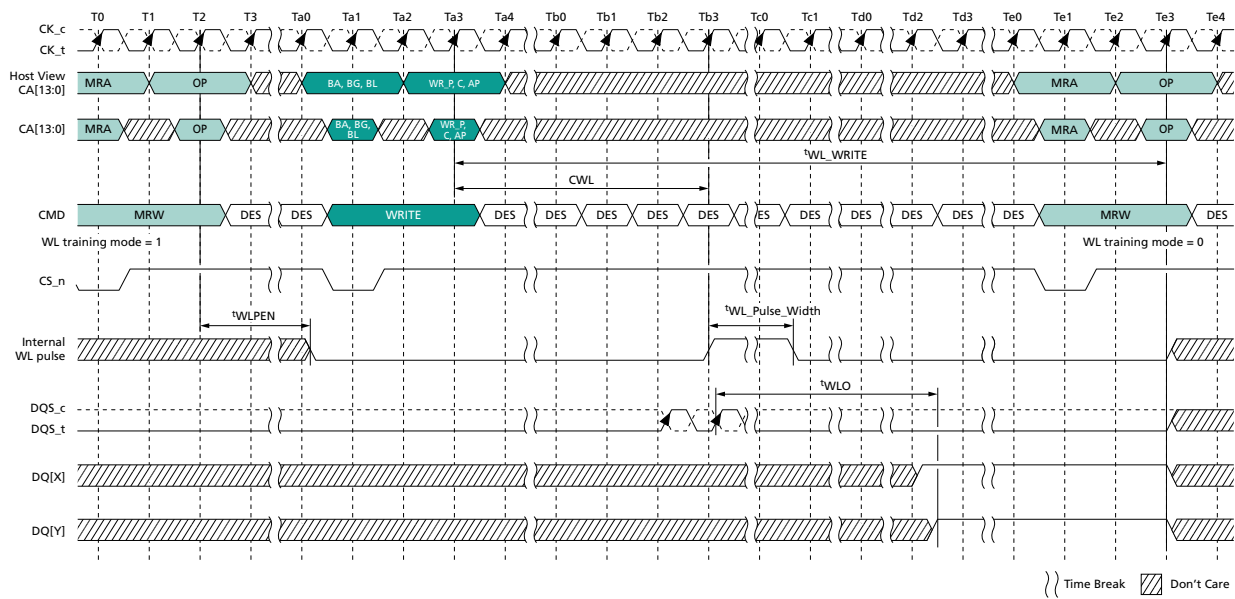 T0 T1 T2 T3 Ta0 Ta1 Ta2 Ta3 Ta4 Tb0 Tb1 Tb2 Tb3 Tc0 Tc1 Td0 Td1 Td2 Td3 Te0 Te1 Te2 Te3 Te4
CK_c
CK_t
Host View
CA[13:0]
MRA OP BA, BG, BL WR_P, C, AP MRA OP
CA[13:0] MRA OP BA, BG, BL WR_P, C, AP MRA OP
tWL_WRITE
CWL
CMD MRW DES DES WRITE DES DES DES DES DES DES DES DES DES DES DES DES MRW DES
WL training mode = 1 WL training mode = 0
CS_n
tWLPEN tWL_Pulse_Width
Internal
WL pulse
tWLO
DQS_c
DQS_t
DQ[X]
DQ[Y]
Time Break Don't Care